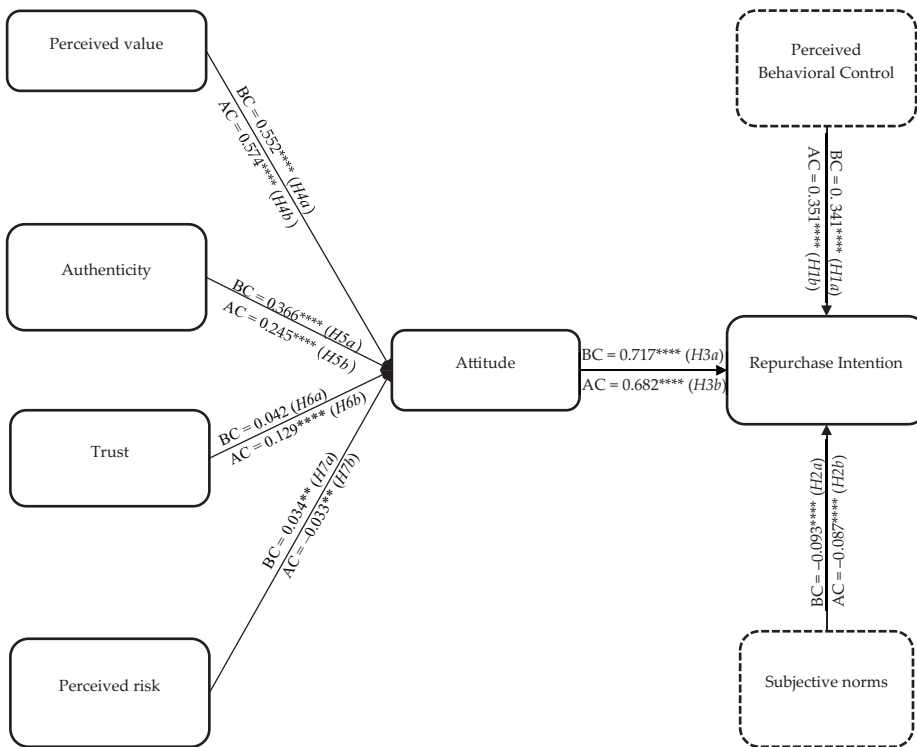 Perceived value
BC = 0.552**** (H4a)
AC = 0.574**** (H4b)
Authenticity
BC = 0.366**** (H5a)
AC = 0.245**** (H5b)
Trust
BC = 0.042 (H6a)
AC = 0.129**** (H6b)
Perceived risk
BC = 0.034** (H7a)
AC = −0.033** (H7b)
Attitude
BC = 0.717**** (H3a)
AC = 0.682**** (H3b)
Perceived
Behavioral Control
BC = 0. 341**** (H1a)
AC = 0.351**** (H1b)
Repurchase Intention
BC = −0.093**** (H2a)
AC = −0.087**** (H2b)
Subjective norms